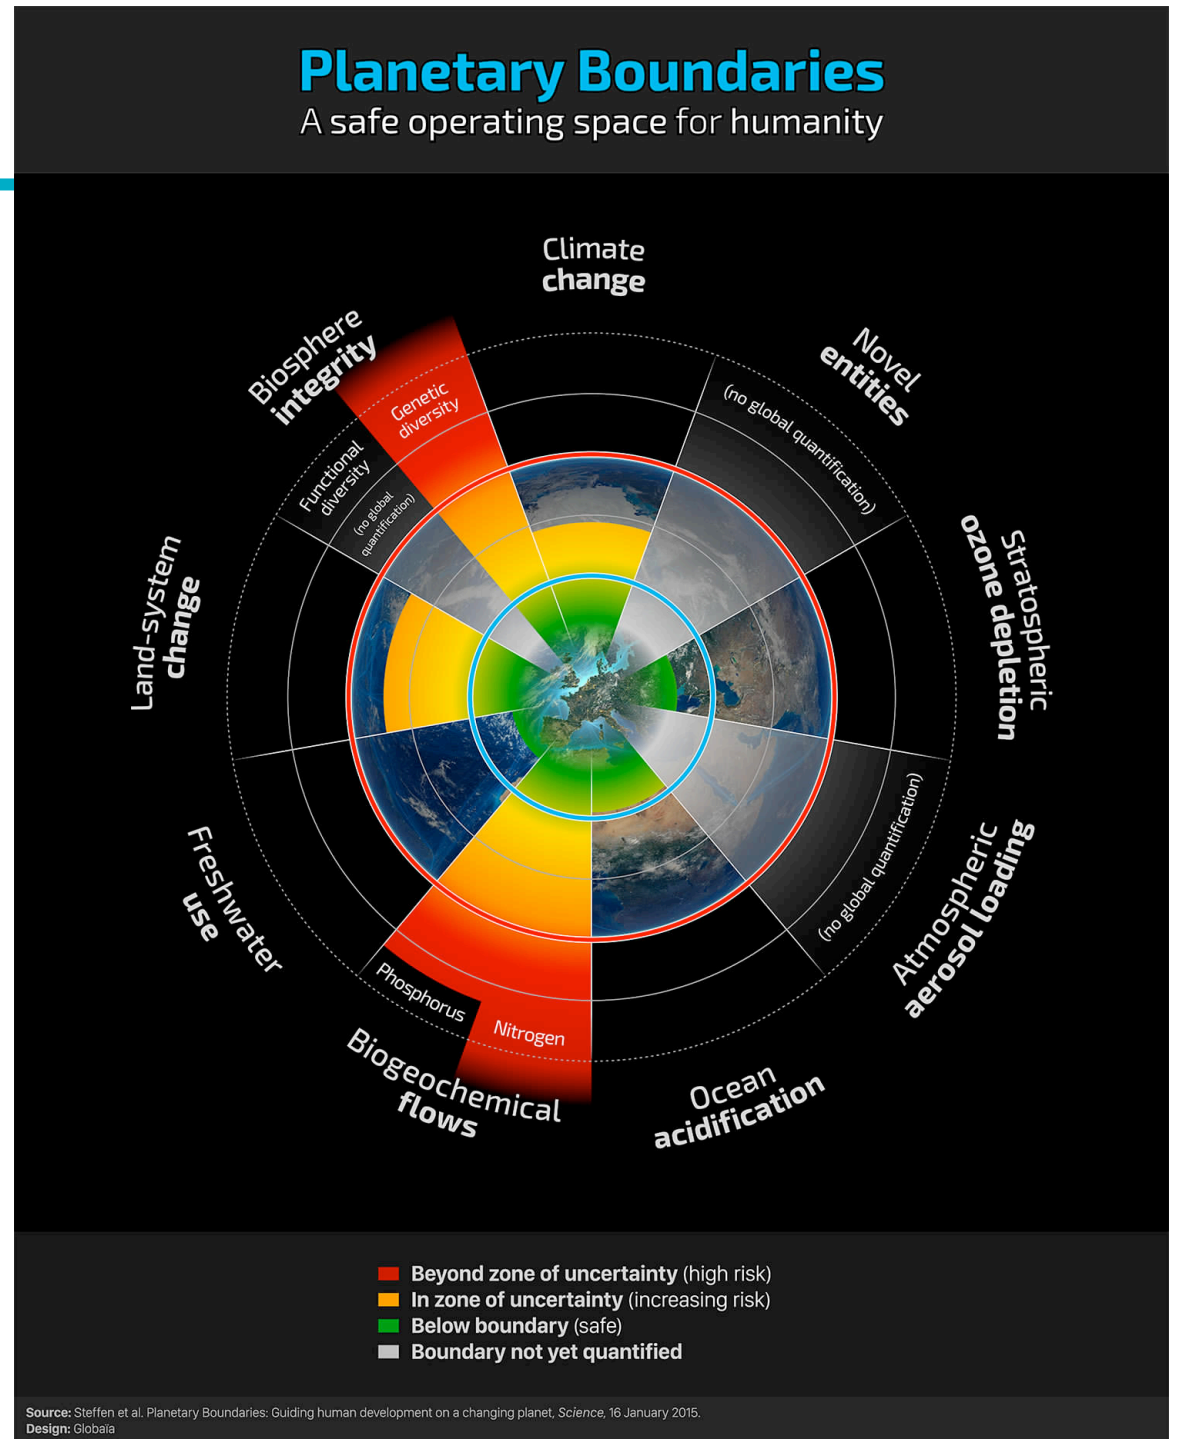 Planetary Boundaries
A safe operating space for humanity
Climate
change
Biosphere
integrity
Genetic
diversity
Functional
diversity
(no global
quantification)
Novel
entities
(no global quantification)
Stratospheric
ozone depletion
Land-system
change
Atmospheric
aerosol loading
(no global quantification)
Freshwater
use
Phosphorus
Nitrogen
Biogeochemical
flows
Ocean
acidification
Beyond zone of uncertainty (high risk)
In zone of uncertainty (increasing risk)
Below boundary (safe)
Boundary not yet quantified
Source: Steffen et al. Planetary Boundaries: Guiding human development on a changing planet, Science, 16 January 2015.
Design: Globaïa